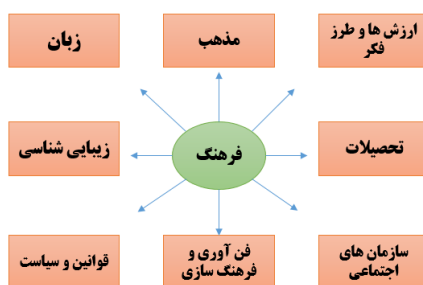 ارزش ها و طرز
فکر
مذهب
زبان
تحصیلات
فرهنگ
زیبایی شناسی
سازمان های
اجتماعی
فن آوری و
فرهنگ سازی
قوانین و سیاست